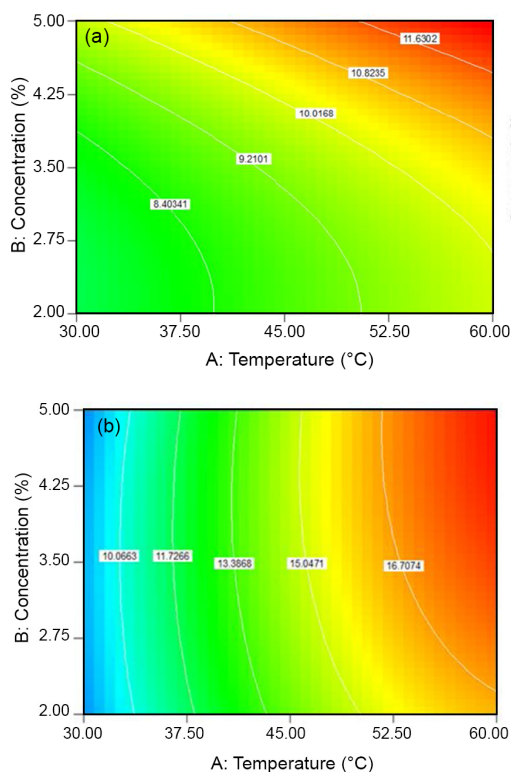 (a)
5.00
4.25
3.50
2.75
2.00
B: Concentration (%)
11.6302
10.8235
10.0168
9.2101
8.40341
30.00 37.50 45.00 52.50 60.00
A: Temperature (°C)
(b)
5.00
4.25
3.50
2.75
2.00
B: Concentration (%)
10.0663 11.7266 13.3868 15.0471 16.7074
30.00 37.50 45.00 52.50 60.00
A: Temperature (°C)